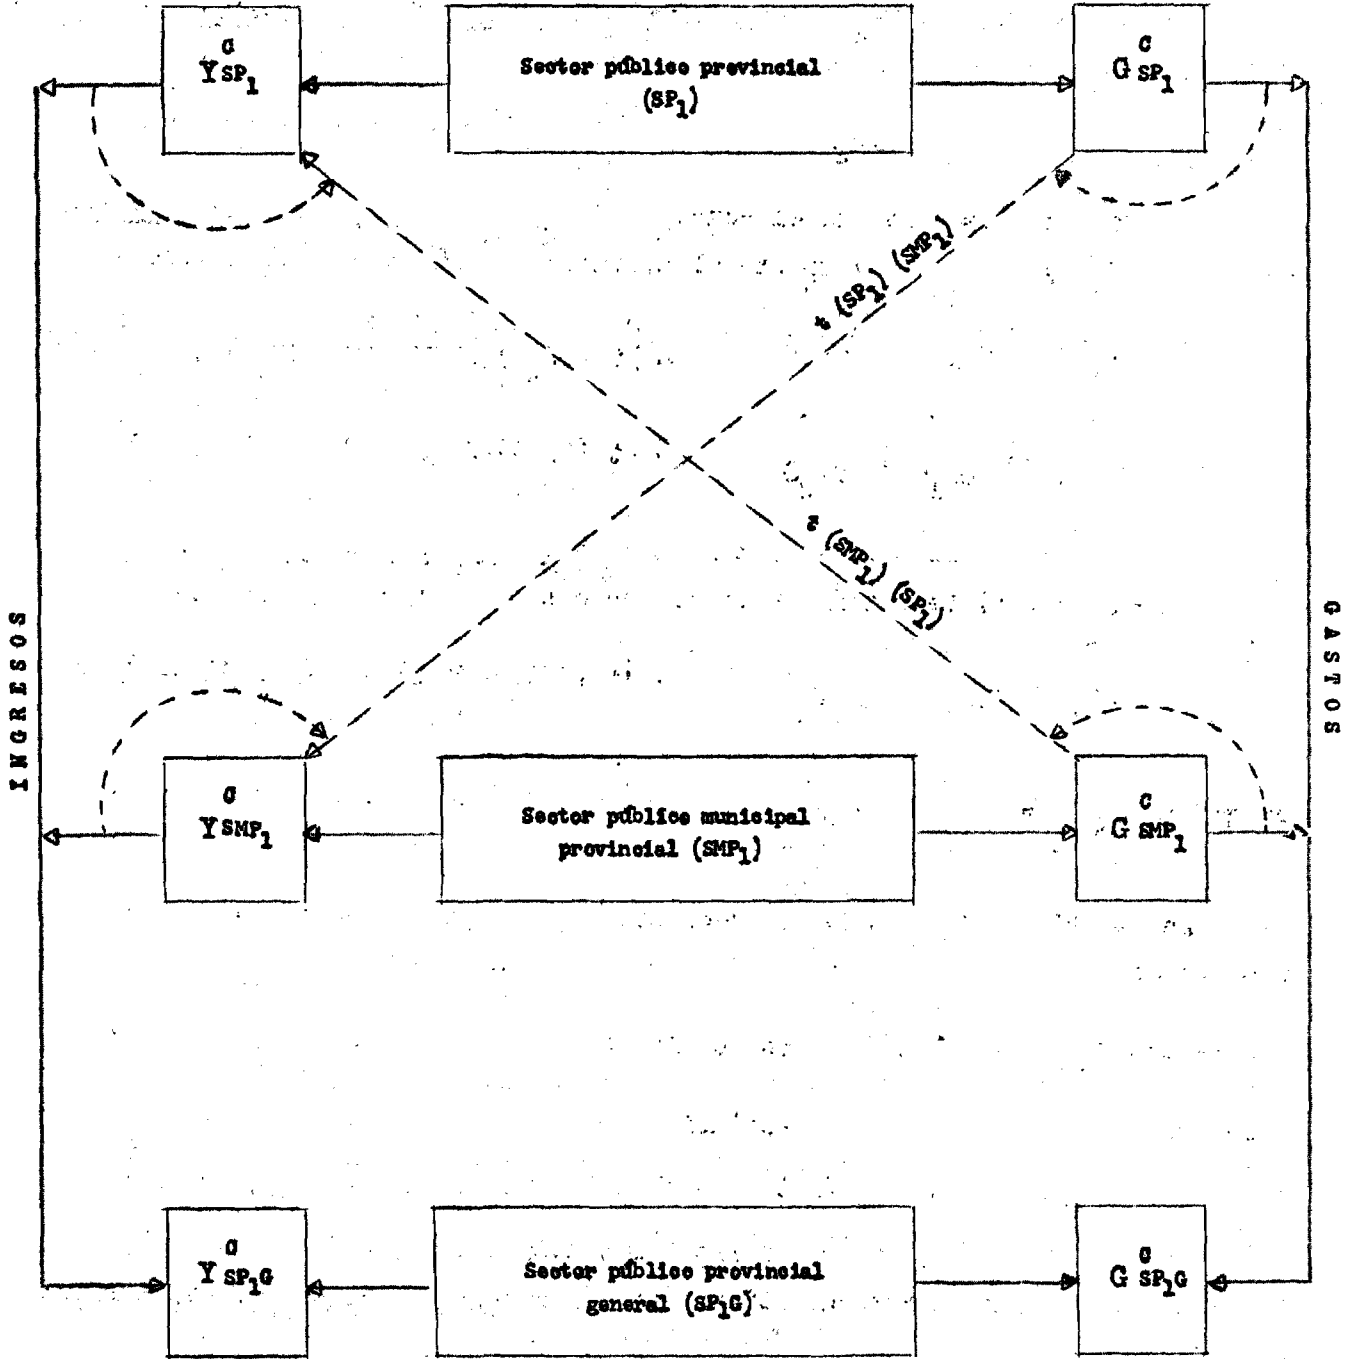 C
Y SP1
Sector público provincial
(SP1)
C
G SP1
t (SP1) (SMP1)
t (SMP1) (SP1)
INGRESOS
GASTOS
C
Y SMP1
Sector público municipal
provincial (SMP1)
C
G SMP1
C
Y SP1G
Sector público provincial
general (SP1G)
C
G SP1G